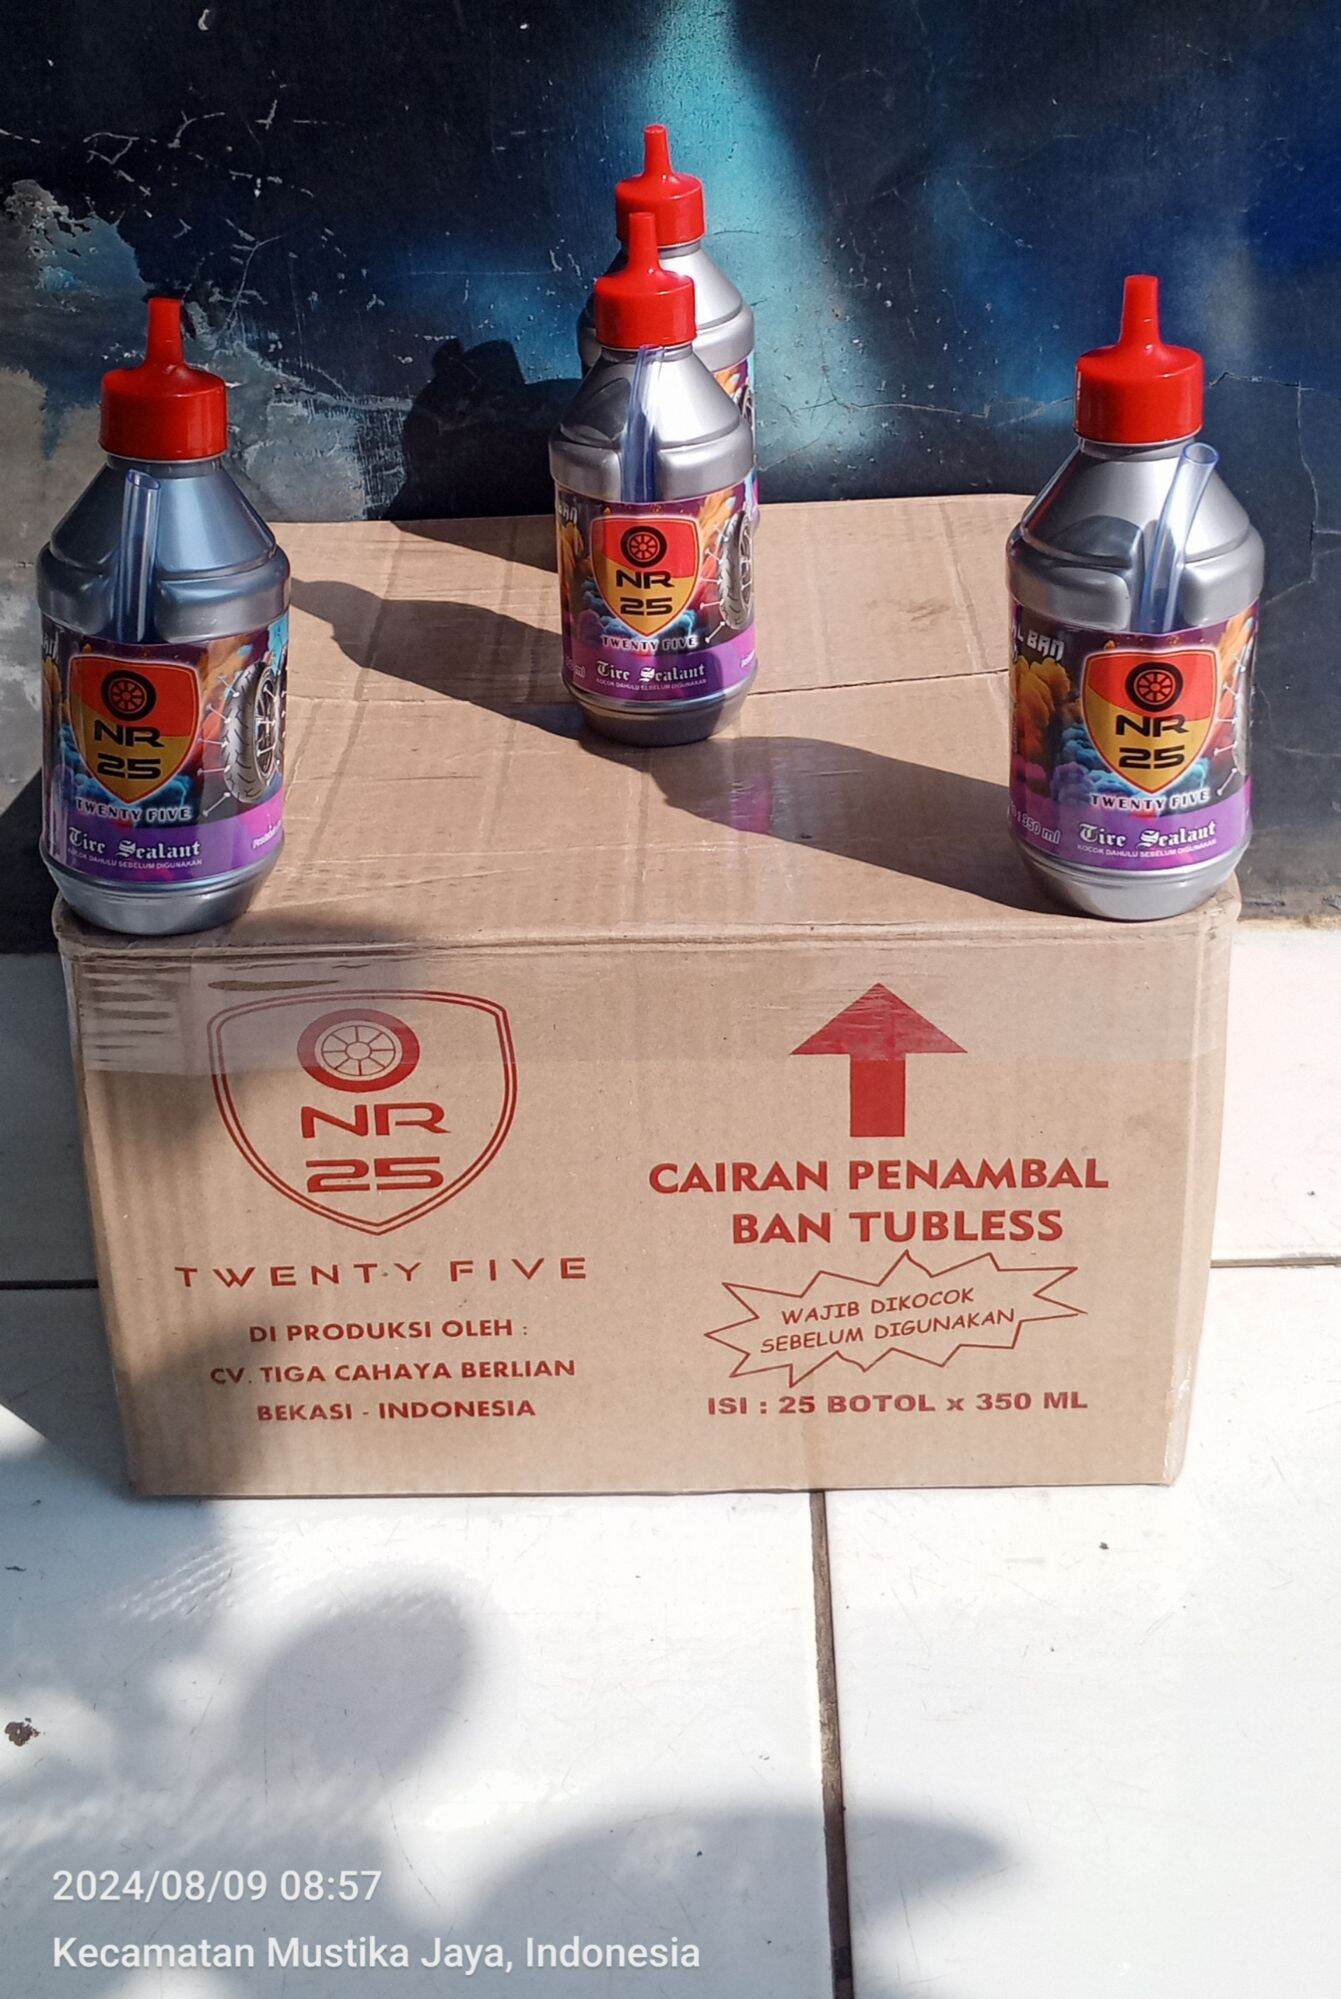 NR
25
TWENTY FIVE
Tire Sealant
KOCOK DAHULU SEBELUM DIGUNAKAN
NR
25
TWENTY FIVE
Tire Sealant
KOCOK DAHULU SEBELUM DIGUNAKAN
BAN
NR
25
TWENTY FIVE
350 ml
Tire Sealant
KOCOK DAHULU SEBELUM DIGUNAKAN
NR
25
TWENTY FIVE
DI PRODUKSI OLEH :
CV. TIGA CAHAYA BERLIAN
BEKASI - INDONESIA
CAIRAN PENAMBAL
BAN TUBLESS
WAJIB DIKOCOK
SEBELUM DIGUNAKAN
ISI : 25 BOTOL x 350 ML
2024/08/09 08:57
Kecamatan Mustika Jaya, Indonesia